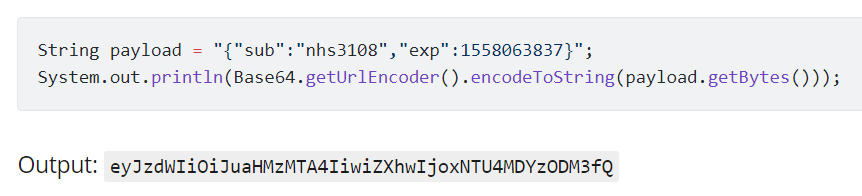 String payload = "{"sub":"nhs3108","exp":1558063837}";
System.out.println(Base64.getUrlEncoder().encodeToString(payload.getBytes()));
Output: eyJzdWIiOiJuaHMzMTA4IiwiZXhwIjoxNTU4MDYzODM3fQ